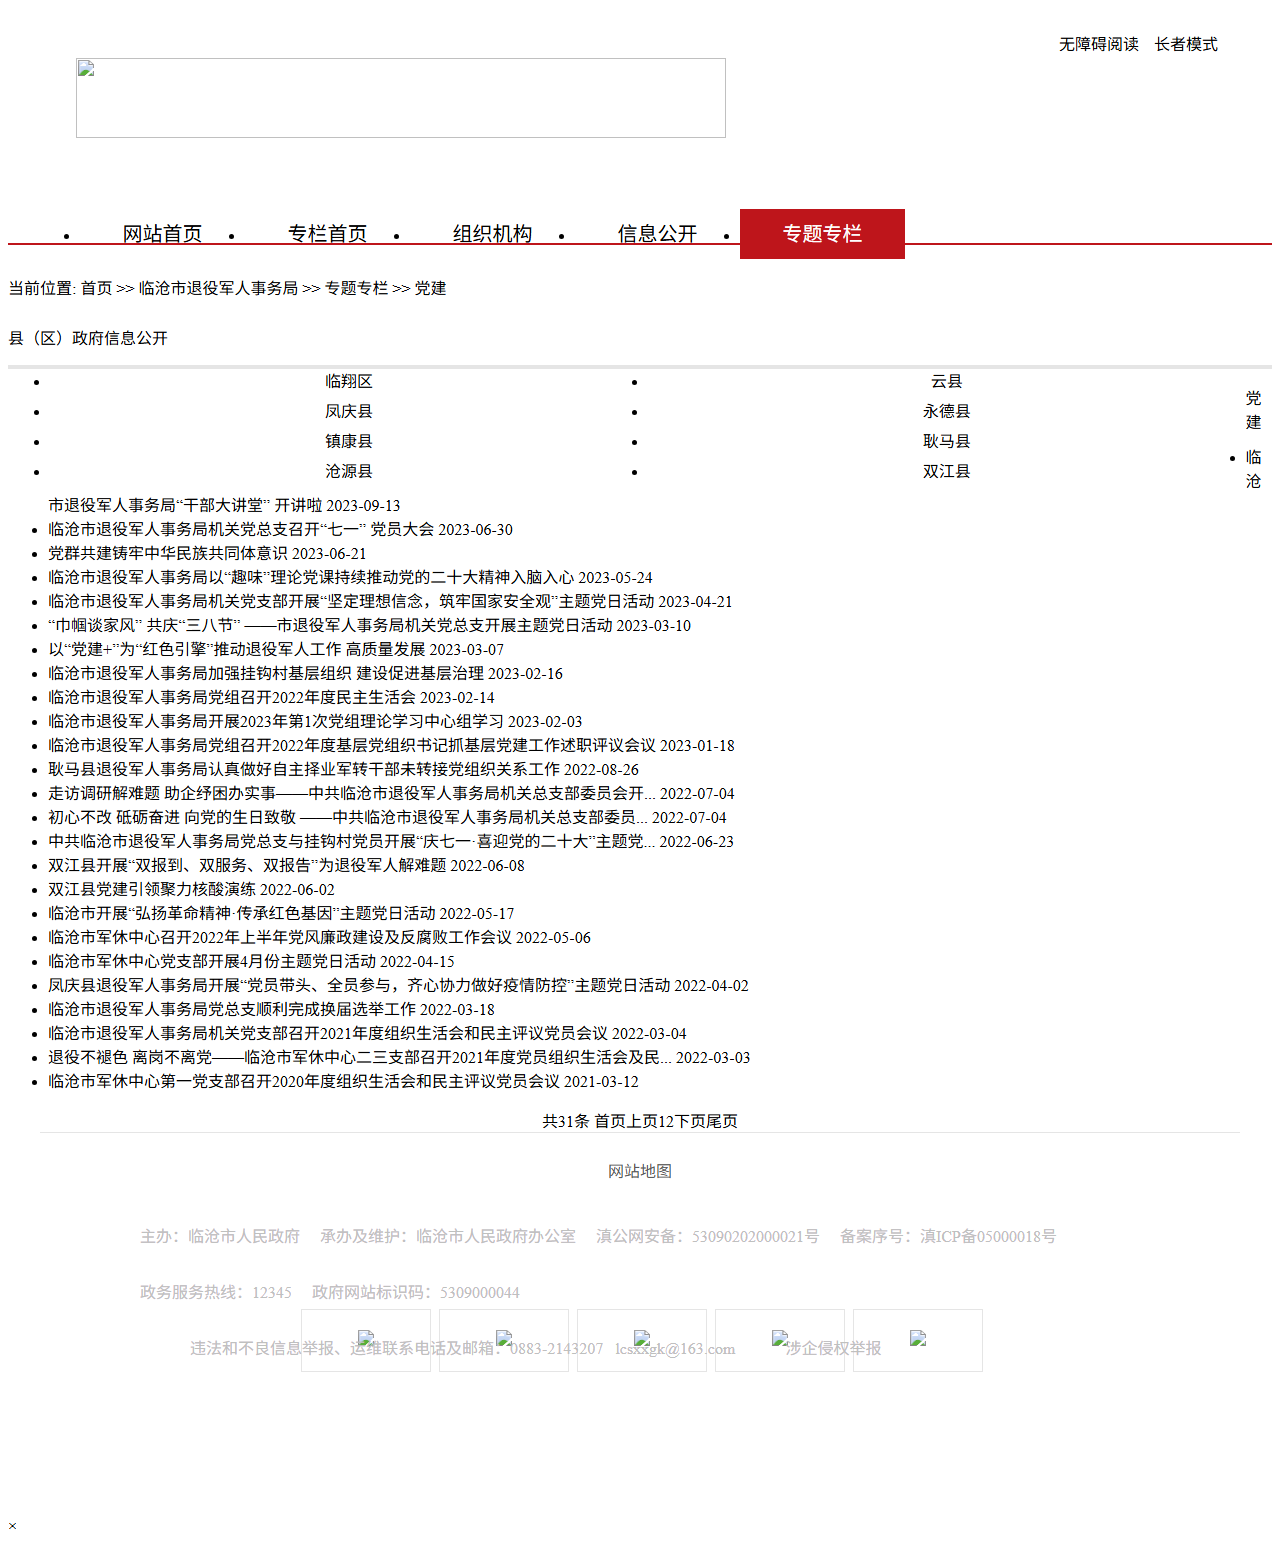 无障碍阅读 长者模式
网站首页 专栏首页 组织机构 信息公开 专题专栏
当前位置: 首页 >> 临沧市退役军人事务局 >> 专题专栏 >> 党建
县（区）政府信息公开
临翔区 云县
凤庆县 永德县
镇康县 耿马县
沧源县 双江县
党
建
临
沧
市退役军人事务局“干部大讲堂” 开讲啦 2023-09-13
临沧市退役军人事务局机关党总支召开“七一” 党员大会 2023-06-30
党群共建铸牢中华民族共同体意识 2023-06-21
临沧市退役军人事务局以“趣味”理论党课持续推动党的二十大精神入脑入心 2023-05-24
临沧市退役军人事务局机关党支部开展“坚定理想信念，筑牢国家安全观”主题党日活动 2023-04-21
“巾帼谈家风” 共庆“三八节” ——市退役军人事务局机关党总支开展主题党日活动 2023-03-10
以“党建+”为“红色引擎”推动退役军人工作 高质量发展 2023-03-07
临沧市退役军人事务局加强挂钩村基层组织 建设促进基层治理 2023-02-16
临沧市退役军人事务局党组召开2022年度民主生活会 2023-02-14
临沧市退役军人事务局开展2023年第1次党组理论学习中心组学习 2023-02-03
临沧市退役军人事务局党组召开2022年度基层党组织书记抓基层党建工作述职评议会议 2023-01-18
耿马县退役军人事务局认真做好自主择业军转干部未转接党组织关系工作 2022-08-26
走访调研解难题 助企纾困办实事——中共临沧市退役军人事务局机关总支部委员会开... 2022-07-04
初心不改 砥砺奋进 向党的生日致敬 ——中共临沧市退役军人事务局机关总支部委员... 2022-07-04
中共临沧市退役军人事务局党总支与挂钩村党员开展“庆七一·喜迎党的二十大”主题党... 2022-06-23
双江县开展“双报到、双服务、双报告”为退役军人解难题 2022-06-08
双江县党建引领聚力核酸演练 2022-06-02
临沧市开展“弘扬革命精神·传承红色基因”主题党日活动 2022-05-17
临沧市军休中心召开2022年上半年党风廉政建设及反腐败工作会议 2022-05-06
临沧市军休中心党支部开展4月份主题党日活动 2022-04-15
凤庆县退役军人事务局开展“党员带头、全员参与，齐心协力做好疫情防控”主题党日活动 2022-04-02
临沧市退役军人事务局党总支顺利完成换届选举工作 2022-03-18
临沧市退役军人事务局机关党支部召开2021年度组织生活会和民主评议党员会议 2022-03-04
退役不褪色 离岗不离党——临沧市军休中心二三支部召开2021年度党员组织生活会及民... 2022-03-03
临沧市军休中心第一党支部召开2020年度组织生活会和民主评议党员会议 2021-03-12
共31条 首页上页12下页尾页
网站地图
主办：临沧市人民政府 承办及维护：临沧市人民政府办公室 滇公网安备：53090202000021号 备案序号：滇ICP备05000018号
政务服务热线：12345 政府网站标识码：5309000044
违法和不良信息举报、运维联系电话及邮箱：0883-2143207 lcsxxgk@163.com 涉企侵权举报
×